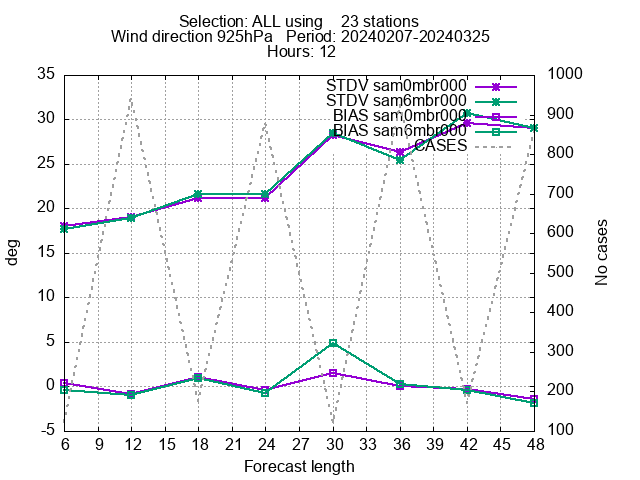 Selection: ALL using    23 stations
Wind direction 925hPa   Period: 20240207-20240325
Hours: 12
STDV sam0mbr000
STDV sam6mbr000
BIAS sam0mbr000
BIAS sam6mbr000
CASES
35
30
25
20
15
10
5
0
-5
deg
1000
900
800
700
600
500
400
300
200
100
No cases
6 9 12 15 18 21 24 27 30 33 36 39 42 45 48
Forecast length